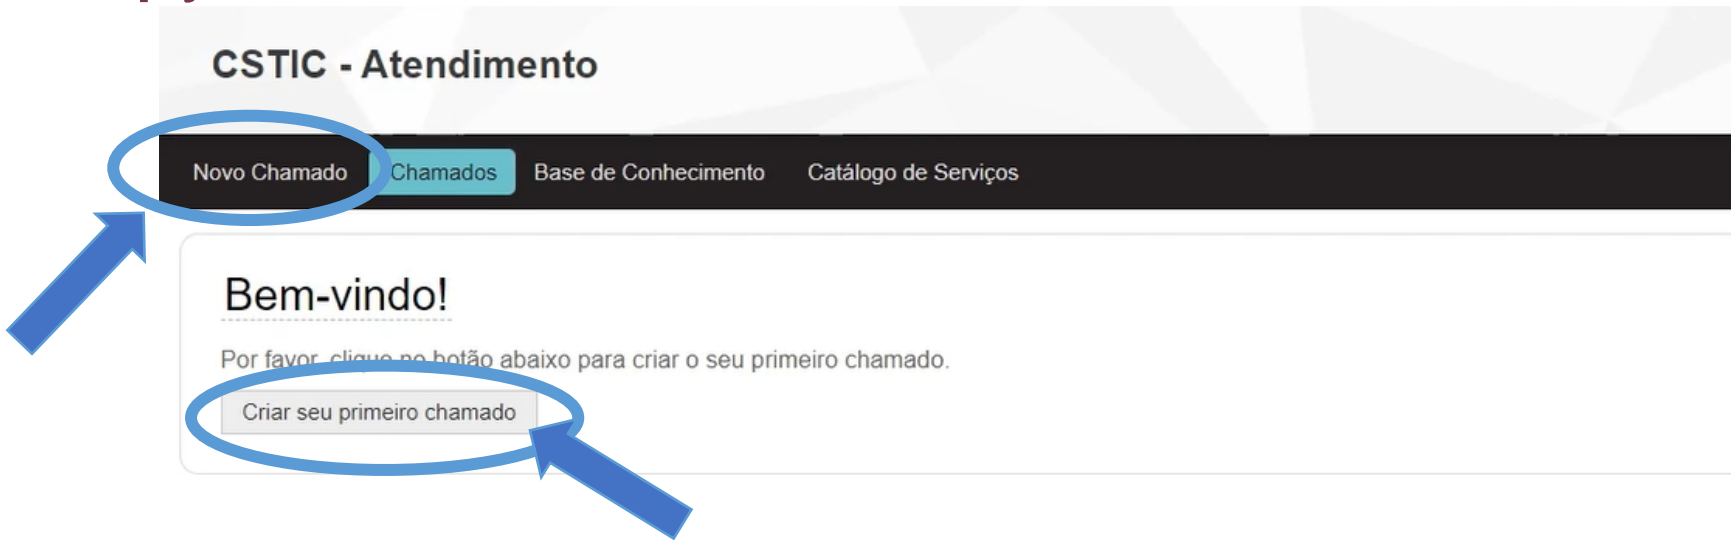 CSTIC - Atendimento
Novo Chamado Chamados Base de Conhecimento Catálogo de Serviços
Bem-vindo!
Por favor, clique no botão abaixo para criar o seu primeiro chamado.
Criar seu primeiro chamado